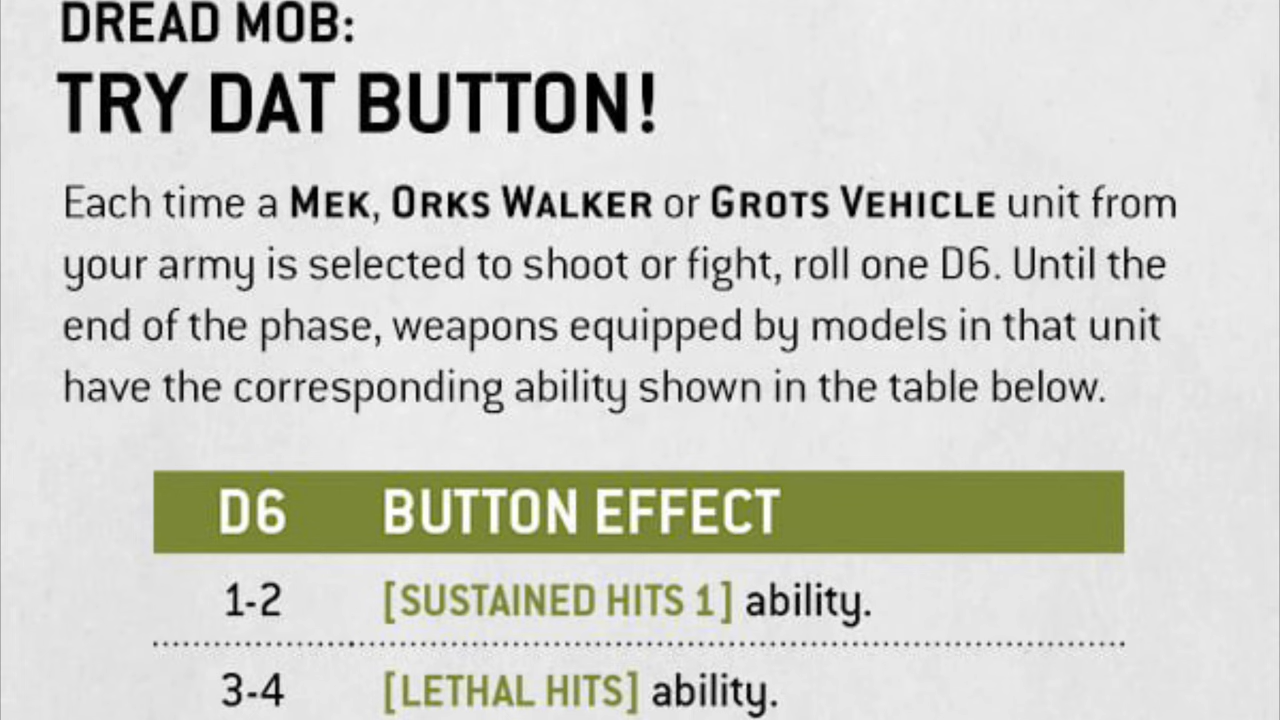 DREAD MOB:
TRY DAT BUTTON!
Each time a MEK, ORKS WALKER or GROTS VEHICLE unit from
your army is selected to shoot or fight, roll one D6. Until the
end of the phase, weapons equipped by models in that unit
have the corresponding ability shown in the table below.
D6 BUTTON EFFECT
1-2 [SUSTAINED HITS 1] ability.
3-4 [LETHAL HITS] ability.